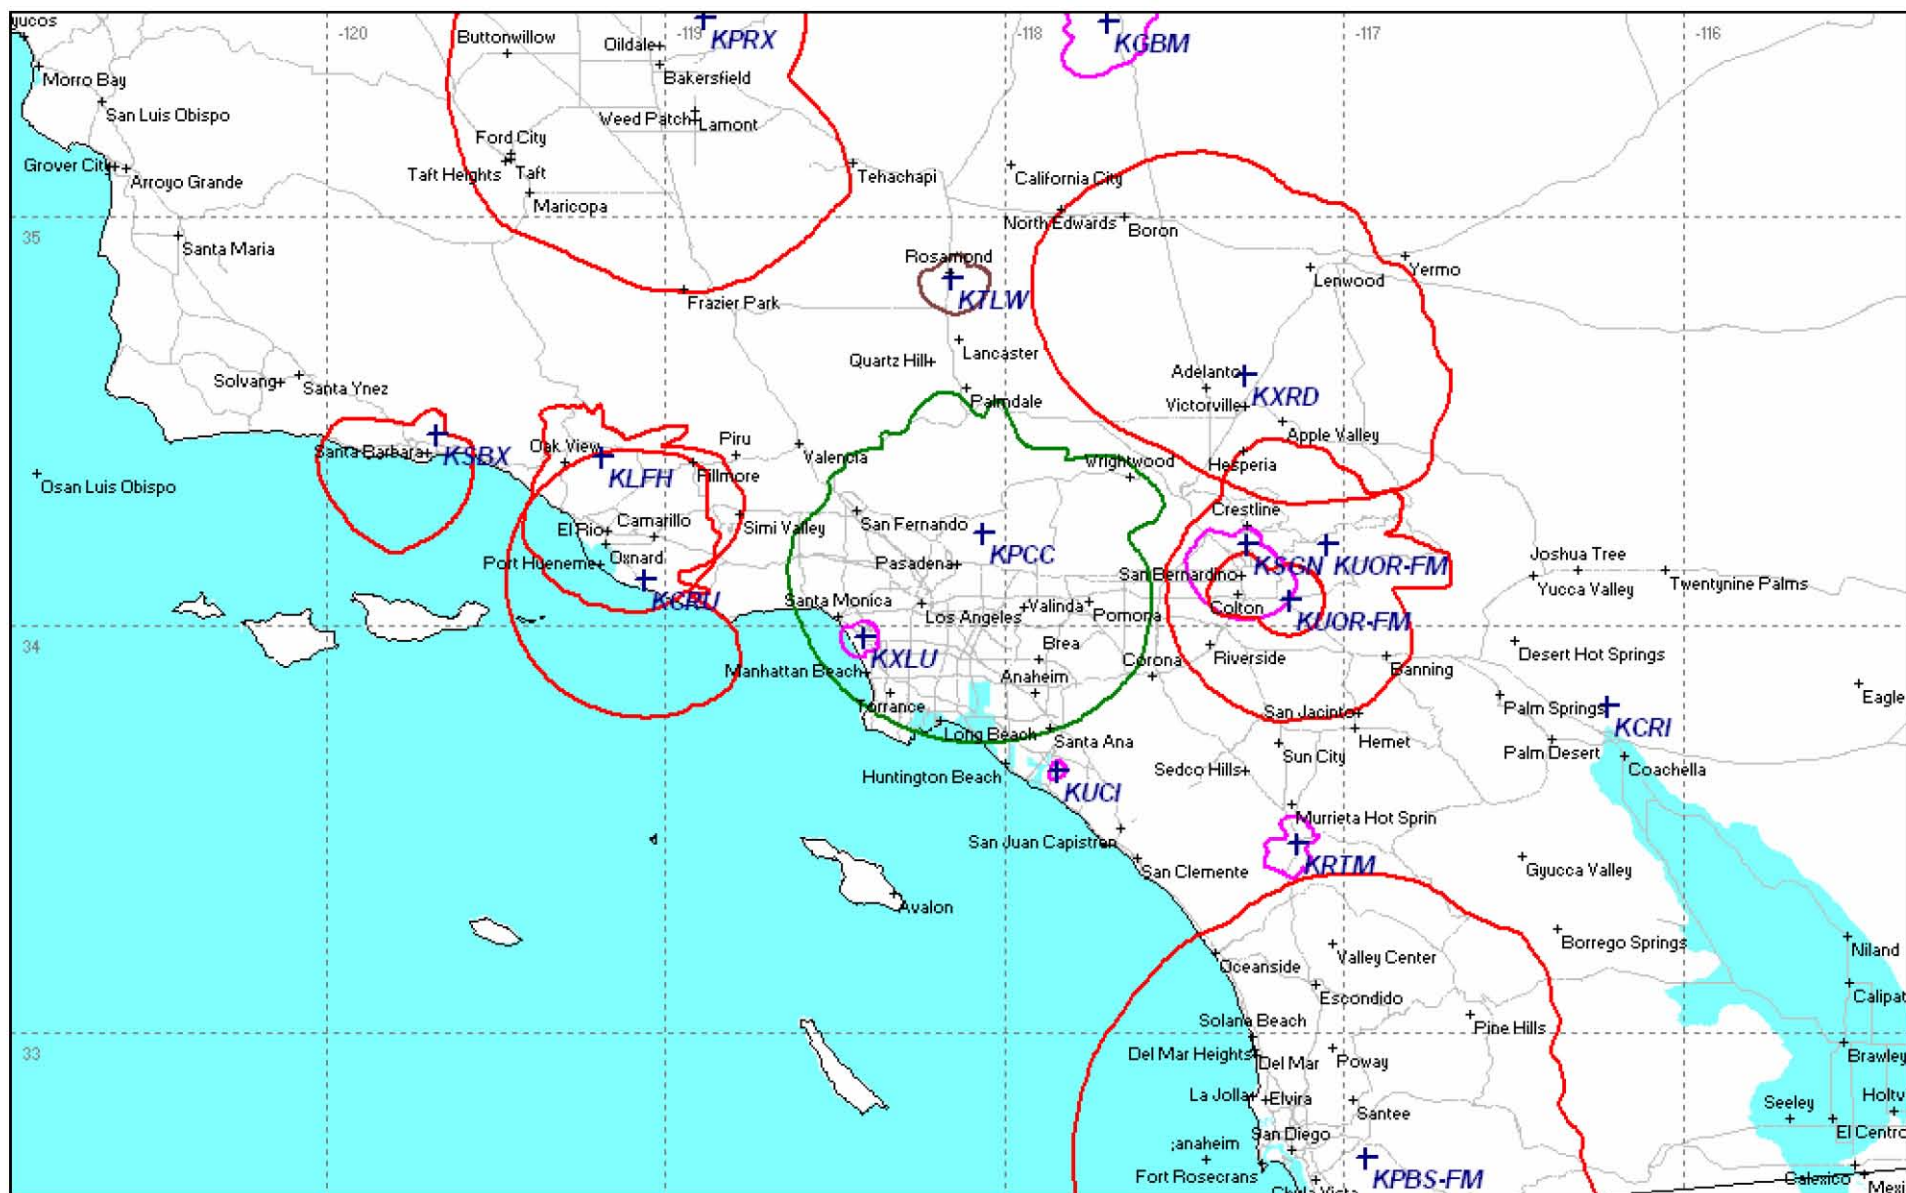 -120
-119
-118
-117
-116
yucos
Buttonwillow
Oildale
KPRX
KGBM
Morro Bay
Bakersfield
San Luis Obispo
Weed Patch
Lamont
Ford City
Grover City
Arroyo Grande
Taft Heights
Taft
Tehachapi
California City
Maricopa
North Edwards
Boron
35
Santa Maria
Rosamond
Yermo
Lenwood
KTLW
Frazier Park
Quartz Hill
Lancaster
Adelanto
KXRD
Solvang
Santa Ynez
Palmdale
Victorville
Apple Valley
Santa Barbara
KSBX
Oak View
Piru
Valencia
Wrightwood
Hesperia
KLFH
Fillmore
Osan Luis Obispo
Crestline
El Rio
Camarillo
Simi Valley
San Fernando
KPCC
Oxnard
Port Hueneme
Pasadena
KSGN
KUOR-FM
Joshua Tree
San Bernardino
Yucca Valley
Twentynine Palms
KCRU
Santa Monica
Los Angeles
Valinda
Pomona
Colton
KUOR-FM
34
KXLU
Brea
Corona
Riverside
Desert Hot Springs
Manhattan Beach
Anaheim
Banning
Eagle
Torrance
San Jacinto
Palm Springs
KCRI
Long Beach
Santa Ana
Hemet
Sun City
Palm Desert
Huntington Beach
Sedco Hills
Coachella
KUCI
Murrieta Hot Sprin
San Juan Capistran
KRTM
San Clemente
Gyucca Valley
Avalon
Borrego Springs
Niland
Oceanside
Valley Center
Escondido
Calipat
Solana Beach
Pine Hills
33
Del Mar Heights
Del Mar
Poway
Brawley
La Jolla
Elvira
Santee
Seeley
Holtv
San Diego
El Centro
;anaheim
Fort Rosecrans
KPBS-FM
Calexico
Mexi
Chula Vista